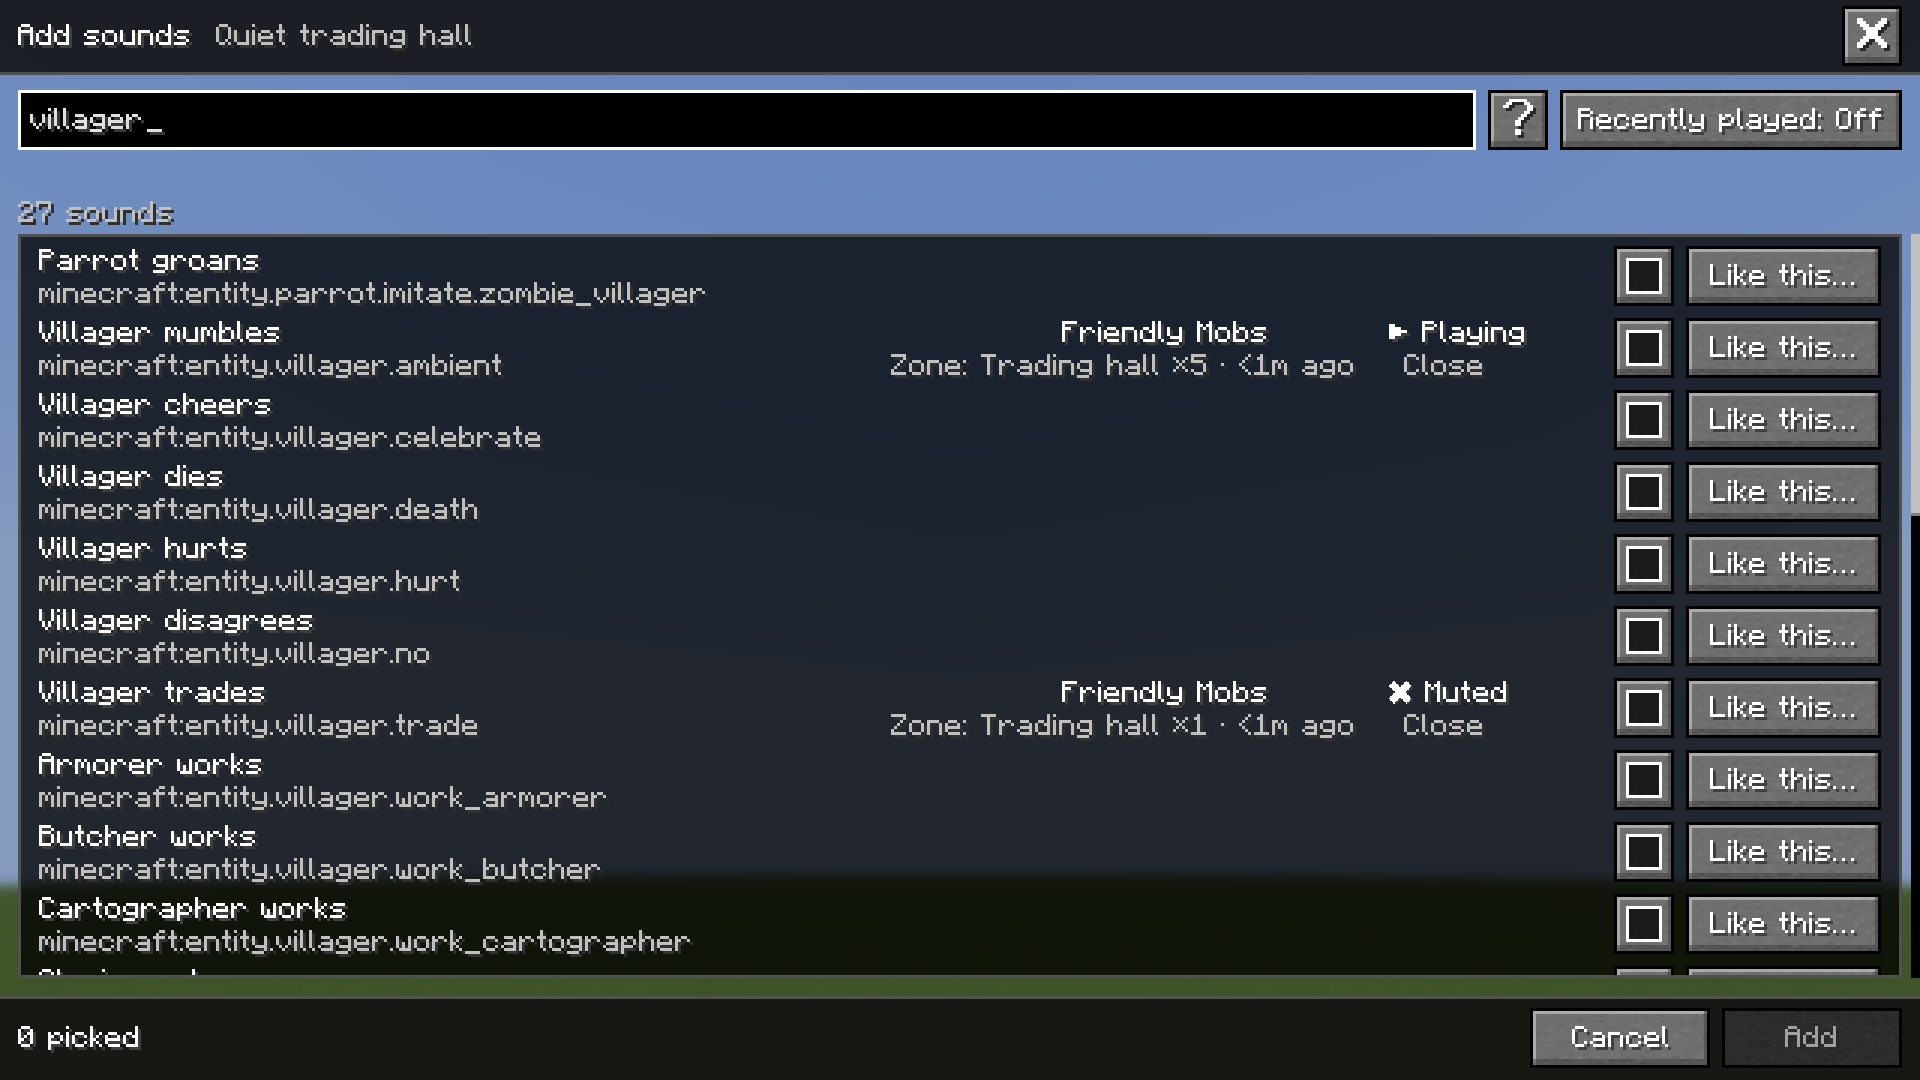 Add sounds Quiet trading hall
villager_
?
Recently played: Off
27 sounds
Parrot groans
minecraft:entity.parrot.imitate.zombie_villager
Like this...
Villager mumbles Friendly Mobs Playing
minecraft:entity.villager.ambient Zone: Trading hall ×5 · <1m ago Close
Like this...
Villager cheers
minecraft:entity.villager.celebrate
Like this...
Villager dies
minecraft:entity.villager.death
Like this...
Villager hurts
minecraft:entity.villager.hurt
Like this...
Villager disagrees
minecraft:entity.villager.no
Like this...
Villager trades Friendly Mobs Muted
minecraft:entity.villager.trade Zone: Trading hall ×1 · <1m ago Close
Like this...
Armorer works
minecraft:entity.villager.work_armorer
Like this...
Butcher works
minecraft:entity.villager.work_butcher
Like this...
Cartographer works
minecraft:entity.villager.work_cartographer
Like this...
0 picked
Cancel
Add